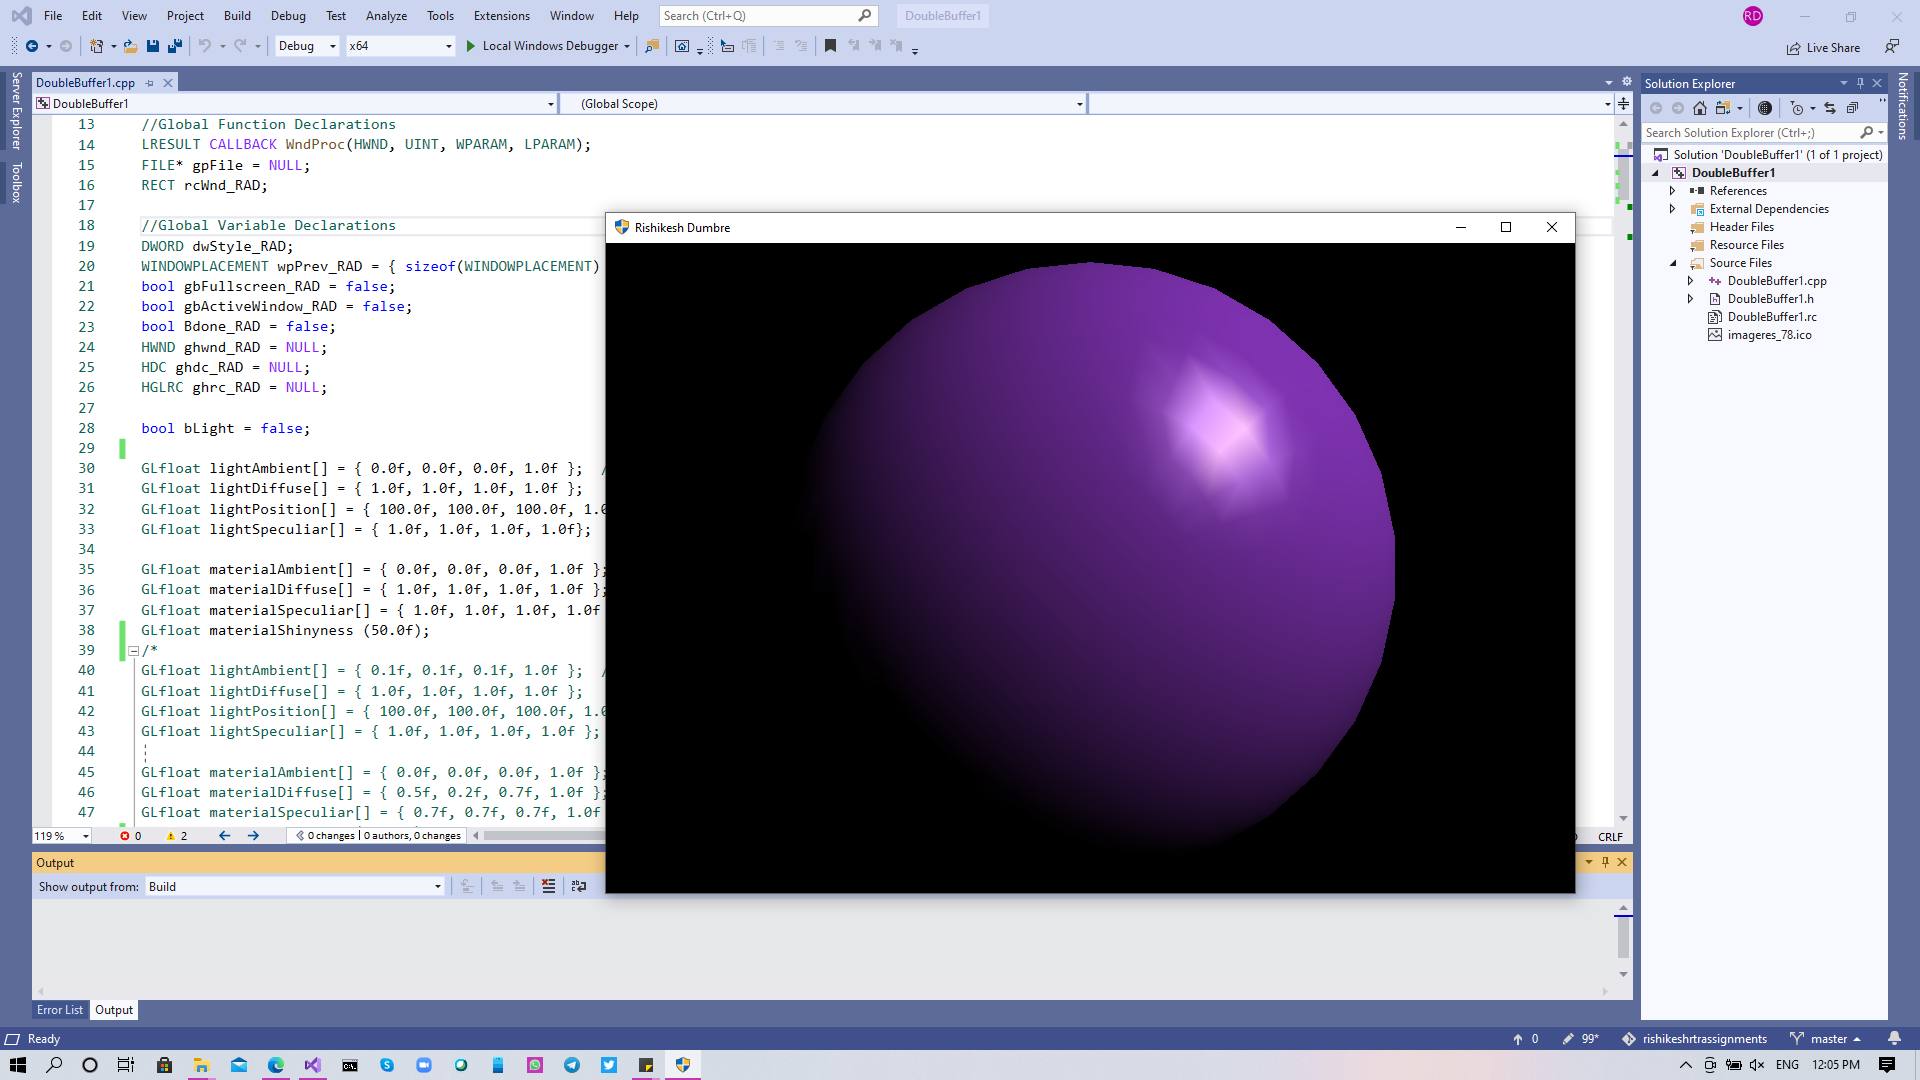 File Edit View Project Build Debug Test Analyze Tools Extensions Window Help Search (Ctrl+Q) DoubleBuffer1 RD
Debug x64 Local Windows Debugger Live Share
Server Explorer
Toolbox
DoubleBuffer1.cpp
DoubleBuffer1 (Global Scope)
13 //Global Function Declarations
14 LRESULT CALLBACK WndProc(HWND, UINT, WPARAM, LPARAM);
15 FILE* gpFile = NULL;
16 RECT rcWnd_RAD;
17
18 //Global Variable Declarations
19 DWORD dwStyle_RAD;
20 WINDOWPLACEMENT wpPrev_RAD = { sizeof(WINDOWPLACEMENT)
21 bool gbFullscreen_RAD = false;
22 bool gbActiveWindow_RAD = false;
23 bool Bdone_RAD = false;
24 HWND ghwnd_RAD = NULL;
25 HDC ghdc_RAD = NULL;
26 HGLRC ghrc_RAD = NULL;
27
28 bool bLight = false;
29
30 GLfloat lightAmbient[] = { 0.0f, 0.0f, 0.0f, 1.0f }; /
31 GLfloat lightDiffuse[] = { 1.0f, 1.0f, 1.0f, 1.0f };
32 GLfloat lightPosition[] = { 100.0f, 100.0f, 100.0f, 1.0
33 GLfloat lightSpeculiar[] = { 1.0f, 1.0f, 1.0f, 1.0f};
34
35 GLfloat materialAmbient[] = { 0.0f, 0.0f, 0.0f, 1.0f };
36 GLfloat materialDiffuse[] = { 1.0f, 1.0f, 1.0f, 1.0f };
37 GLfloat materialSpeculiar[] = { 1.0f, 1.0f, 1.0f, 1.0f
38 GLfloat materialShinyness (50.0f);
39 /*
40 GLfloat lightAmbient[] = { 0.1f, 0.1f, 0.1f, 1.0f }; /
41 GLfloat lightDiffuse[] = { 1.0f, 1.0f, 1.0f, 1.0f };
42 GLfloat lightPosition[] = { 100.0f, 100.0f, 100.0f, 1.0
43 GLfloat lightSpeculiar[] = { 1.0f, 1.0f, 1.0f, 1.0f };
44
45 GLfloat materialAmbient[] = { 0.0f, 0.0f, 0.0f, 1.0f };
46 GLfloat materialDiffuse[] = { 0.5f, 0.2f, 0.7f, 1.0f };
47 GLfloat materialSpeculiar[] = { 0.7f, 0.7f, 0.7f, 1.0f
119 % 0 2 0 changes | 0 authors, 0 changes CRLF
Rishikesh Dumbre
Output
Show output from: Build
Error List Output
Solution Explorer
Search Solution Explorer (Ctrl+;)
Solution 'DoubleBuffer1' (1 of 1 project)
DoubleBuffer1
References
External Dependencies
Header Files
Resource Files
Source Files
DoubleBuffer1.cpp
DoubleBuffer1.h
DoubleBuffer1.rc
imageres_78.ico
Notifications
Ready 0 99* rishikeshrtrassignments master
ENG 12:05 PM